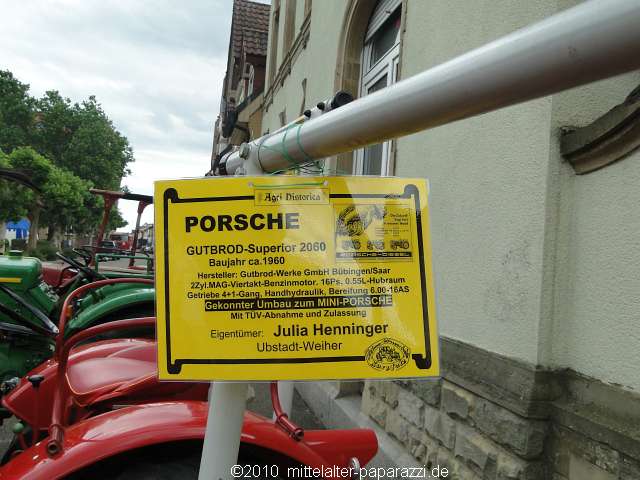 Agri Historica
PORSCHE
GUTBROD-Superior 2060
Baujahr ca.1960
PORSCHE-DIESEL
Hersteller: Gutbrod-Werke GmbH Bübingen/Saar
2Zyl.MAG-Viertakt-Benzinmotor. 16Ps. 0.55L-Hubraum
Getriebe 4+1-Gang, Handhydraulik, Bereifung 6.00-16AS
Gekonnter Umbau zum MINI-PORSCHE
Mit TÜV-Abnahme und Zulassung
Eigentümer: Julia Henninger
Ubstadt-Weiher
©2010 mittelalter-paparazzi.de